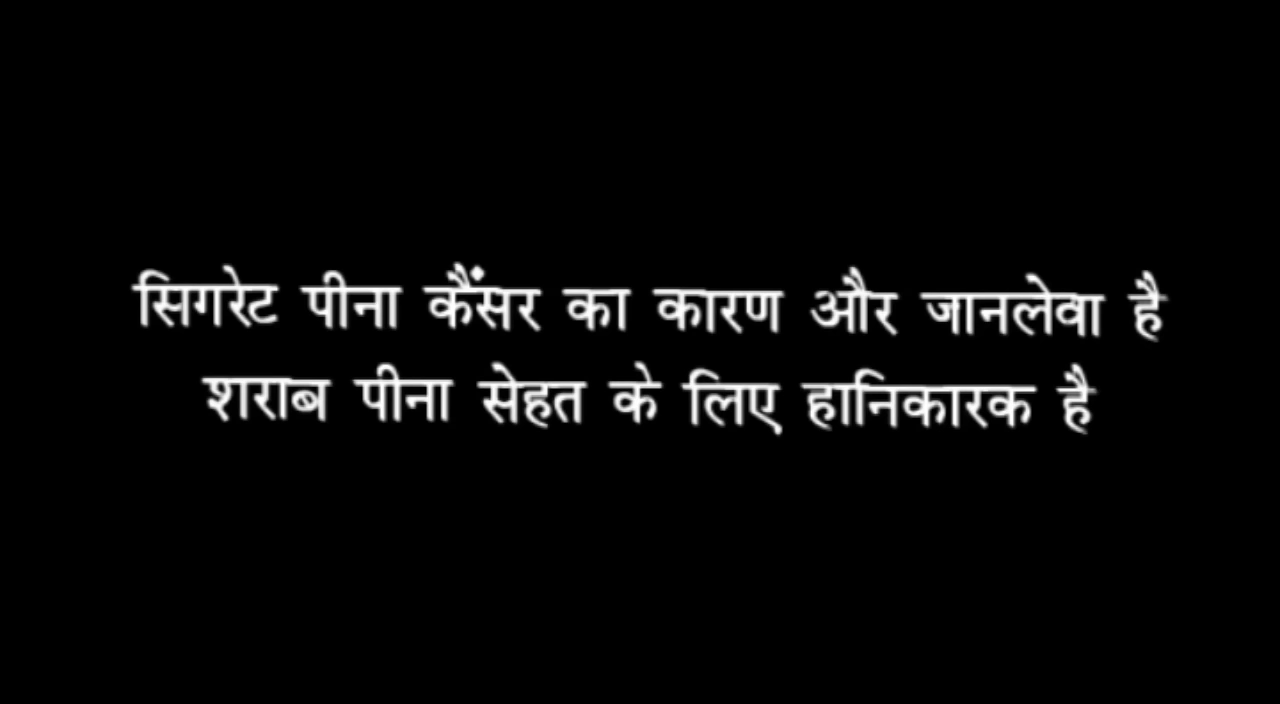 सिगरेट पीना कैंसर का कारण और जानलेवा है
शराब पीना सेहत के लिए हानिकारक है